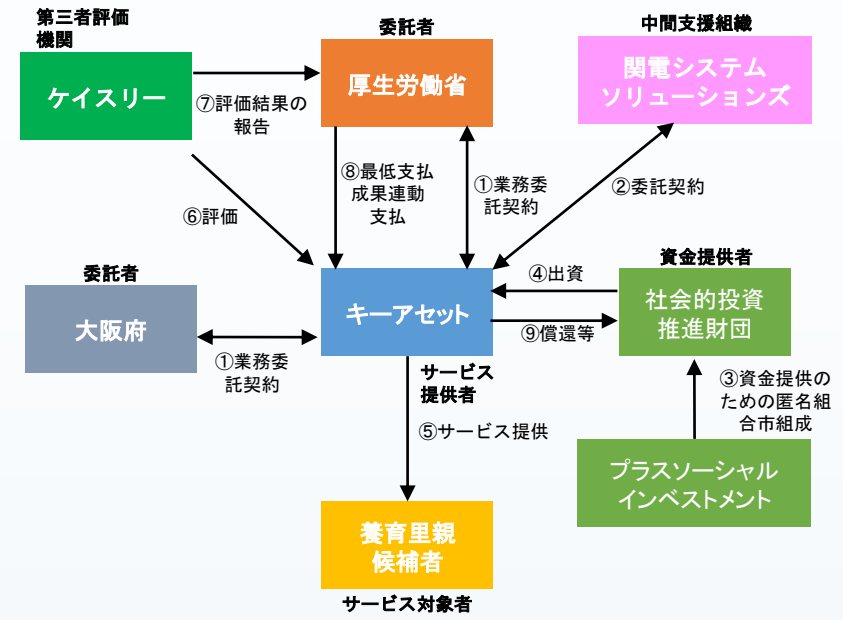 第三者評価
機関
ケイスリー
委託者
厚生労働省
中間支援組織
関電システム
ソリューションズ
⑦評価結果の
報告
⑧最低支払
成果連動
支払
①業務委
託契約
②委託契約
⑥評価
委託者
大阪府
①業務委
託契約
キーアセット
サービス
提供者
④出資
⑨償還等
資金提供者
社会的投資
推進財団
③資金提供の
ための匿名組
合市組成
プラスソーシャル
インベストメント
⑤サービス提供
養育里親
候補者
サービス対象者